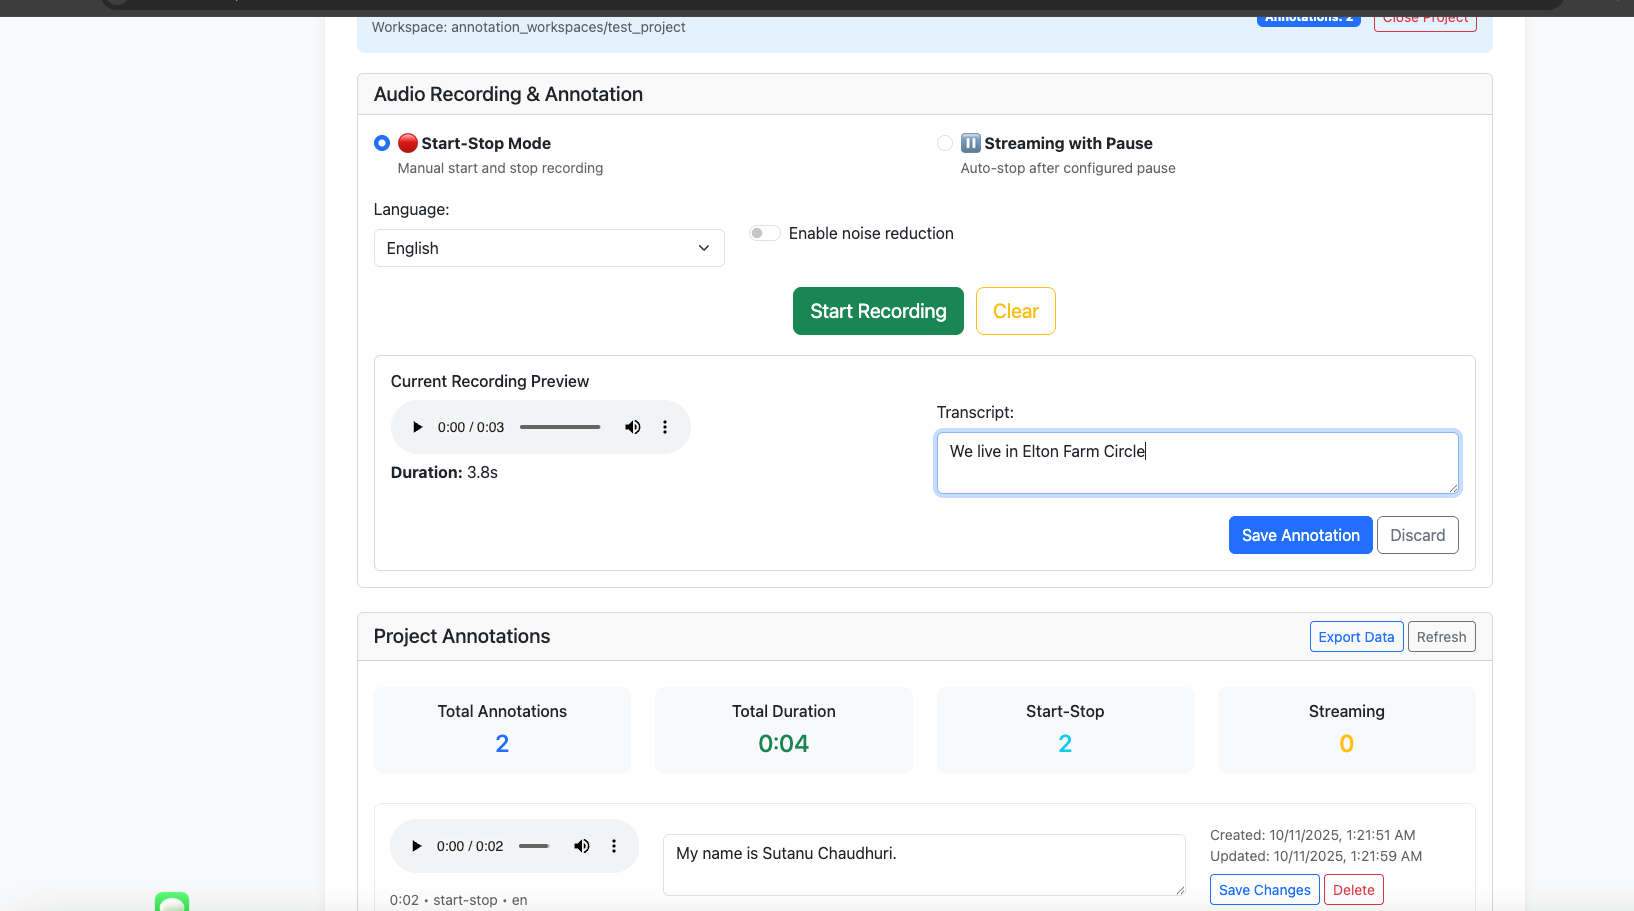 Workspace: annotation_workspaces/test_project
Annotations: 2
Close Project
Audio Recording & Annotation
Start-Stop Mode
Manual start and stop recording
Streaming with Pause
Auto-stop after configured pause
Language:
English
Enable noise reduction
Start Recording
Clear
Current Recording Preview
0:00 / 0:03
Duration: 3.8s
Transcript:
We live in Elton Farm Circle
Save Annotation
Discard
Project Annotations
Export Data
Refresh
Total Annotations
2
Total Duration
0:04
Start-Stop
2
Streaming
0
0:00 / 0:02
0:02 • start-stop • en
My name is Sutanu Chaudhuri.
Created: 10/11/2025, 1:21:51 AM
Updated: 10/11/2025, 1:21:59 AM
Save Changes
Delete